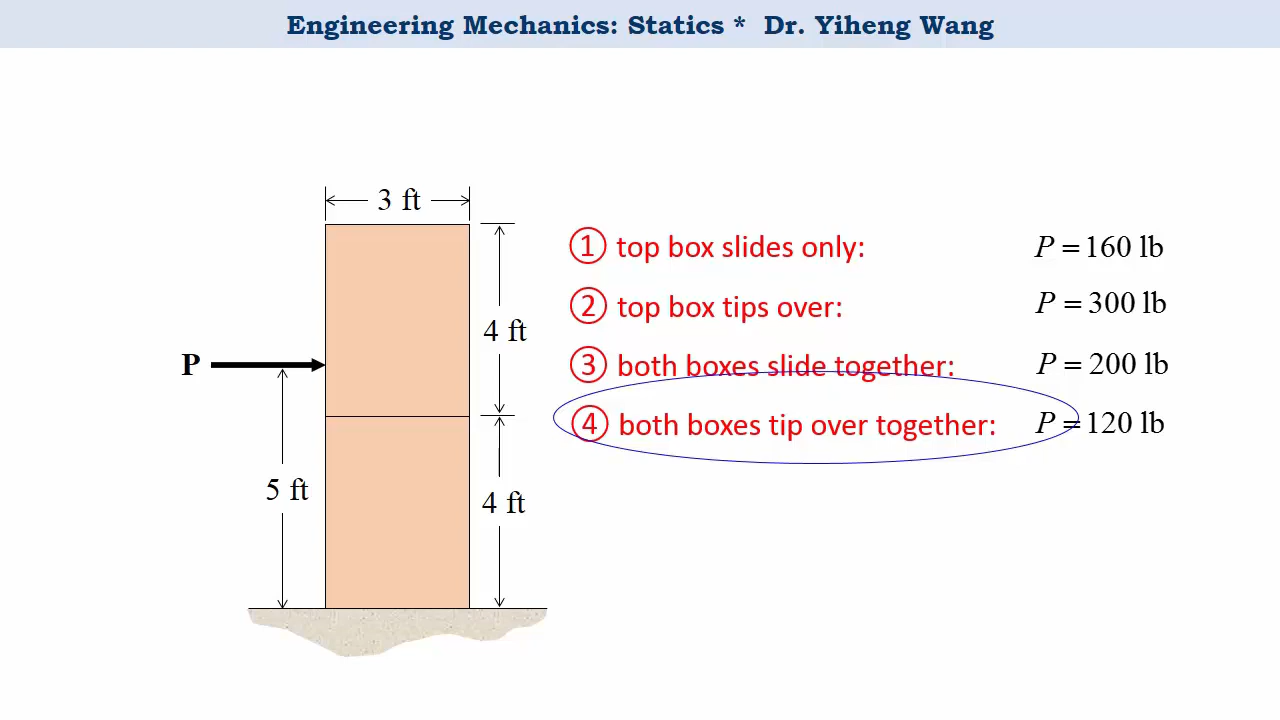 Engineering Mechanics: Statics * Dr. Yiheng Wang
3 ft
① top box slides only: P = 160 lb
② top box tips over: P = 300 lb
4 ft
P
③ both boxes slide together: P = 200 lb
④ both boxes tip over together: P = 120 lb
5 ft
4 ft